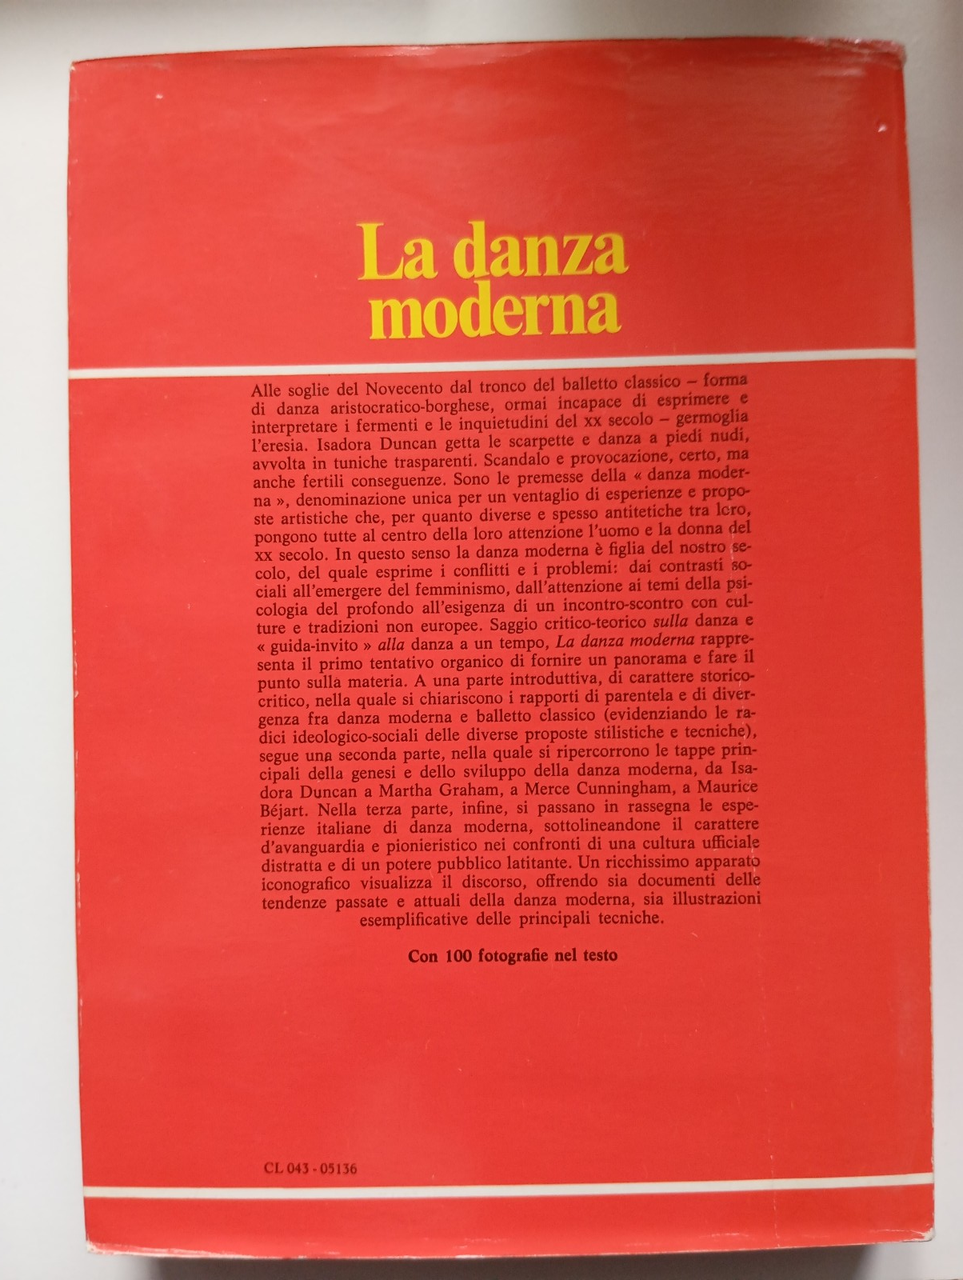 La danza
moderna
Alle soglie del Novecento dal tronco del balletto classico – forma
di danza aristocratico-borghese, ormai incapace di esprimere e
interpretare i fermenti e le inquietudini del XX secolo – germoglia
l'eresia. Isadora Duncan getta le scarpette e danza a piedi nudi,
avvolta in tuniche trasparenti. Scandalo e provocazione, certo, ma
anche fertili conseguenze. Sono le premesse della « danza moder-
na », denominazione unica per un ventaglio di esperienze e propo-
ste artistiche che, per quanto diverse e spesso antitetiche tra loro,
pongono tutte al centro della loro attenzione l'uomo e la donna del
XX secolo. In questo senso la danza moderna è figlia del nostro se-
colo, del quale esprime i conflitti e i problemi: dai contrasti so-
ciali all'emergere del femminismo, dall'attenzione ai temi della psi-
cologia del profondo all'esigenza di un incontro-scontro con cul-
ture e tradizioni non europee. Saggio critico-teorico sulla danza e
« guida-invito » alla danza a un tempo, La danza moderna rappre-
senta il primo tentativo organico di fornire un panorama e fare il
punto sulla materia. A una parte introduttiva, di carattere storico-
critico, nella quale si chiariscono i rapporti di parentela e di diver-
genza fra danza moderna e balletto classico (evidenziando le ra-
dici ideologico-sociali delle diverse proposte stilistiche e tecniche),
segue una seconda parte, nella quale si ripercorrono le tappe prin-
cipali della genesi e dello sviluppo della danza moderna, da Isa-
dora Duncan a Martha Graham, a Merce Cunningham, a Maurice
Béjart. Nella terza parte, infine, si passano in rassegna le espe-
rienze italiane di danza moderna, sottolineandone il carattere
d'avanguardia e pionieristico nei confronti di una cultura ufficiale
distratta e di un potere pubblico latitante. Un ricchissimo apparato
iconografico visualizza il discorso, offrendo sia documenti delle
tendenze passate e attuali della danza moderna, sia illustrazioni
esemplificative delle principali tecniche.
Con 100 fotografie nel testo
CL 043 - 05136